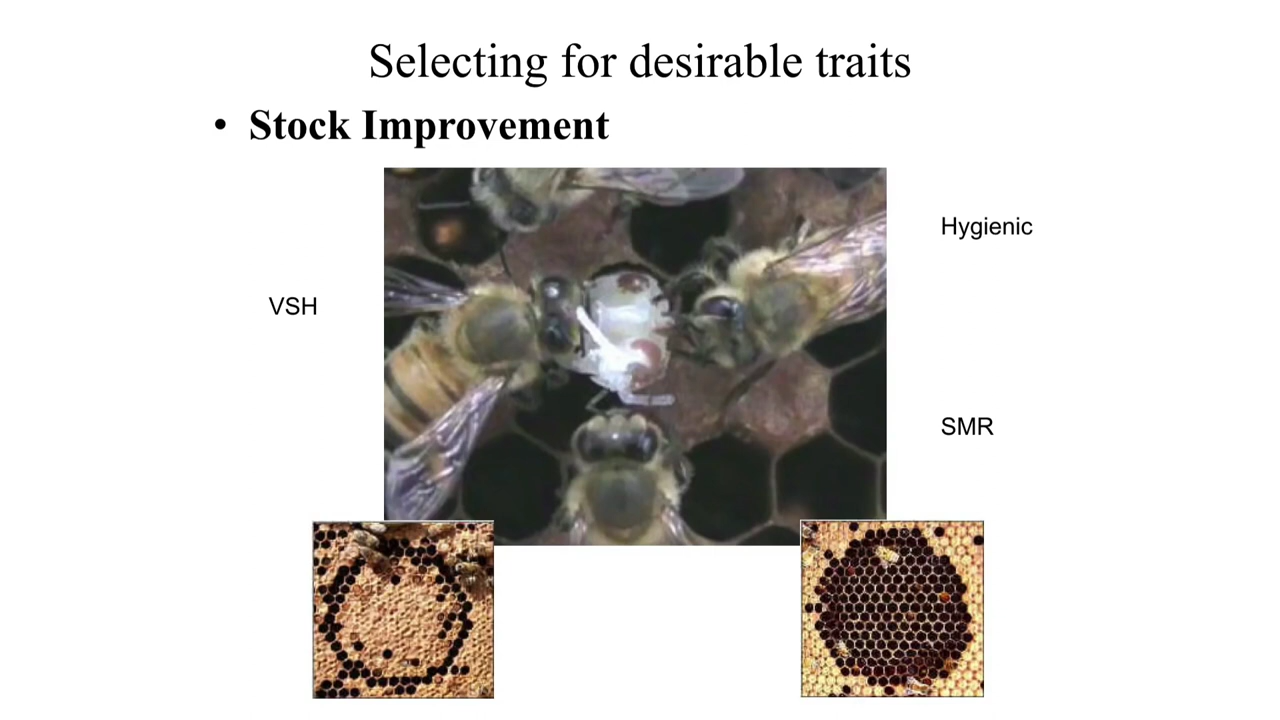 Selecting for desirable traits
• Stock Improvement
Hygienic
VSH
SMR